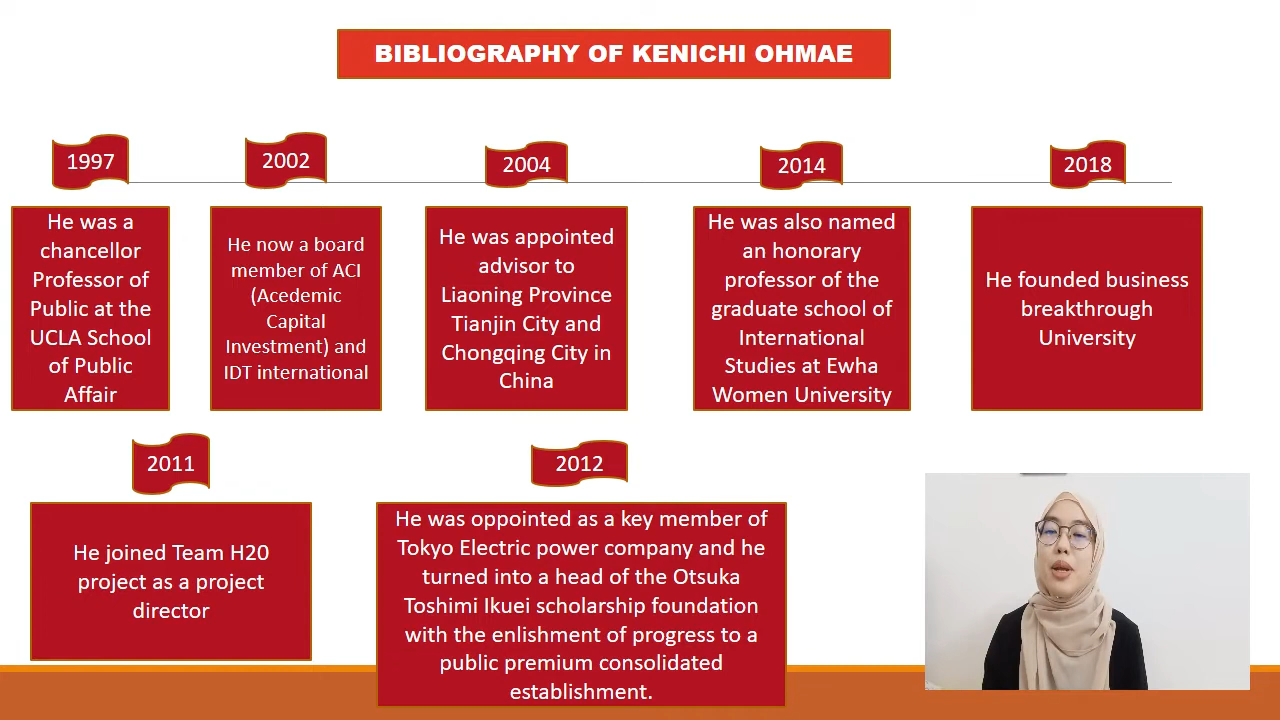 BIBLIOGRAPHY OF KENICHI OHMAE
1997
He was a
chancellor
Professor of
Public at the
UCLA School
of Public
Affair
2002
He now a board
member of ACI
(Acedemic
Capital
Investment) and
IDT international
2004
He was appointed
advisor to
Liaoning Province
Tianjin City and
Chongqing City in
China
2014
He was also named
an honorary
professor of the
graduate school of
International
Studies at Ewha
Women University
2018
He founded business
breakthrough
University
2011
He joined Team H20
project as a project
director
2012
He was oppointed as a key member of
Tokyo Electric power company and he
turned into a head of the Otsuka
Toshimi Ikuei scholarship foundation
with the enlishment of progress to a
public premium consolidated
establishment.